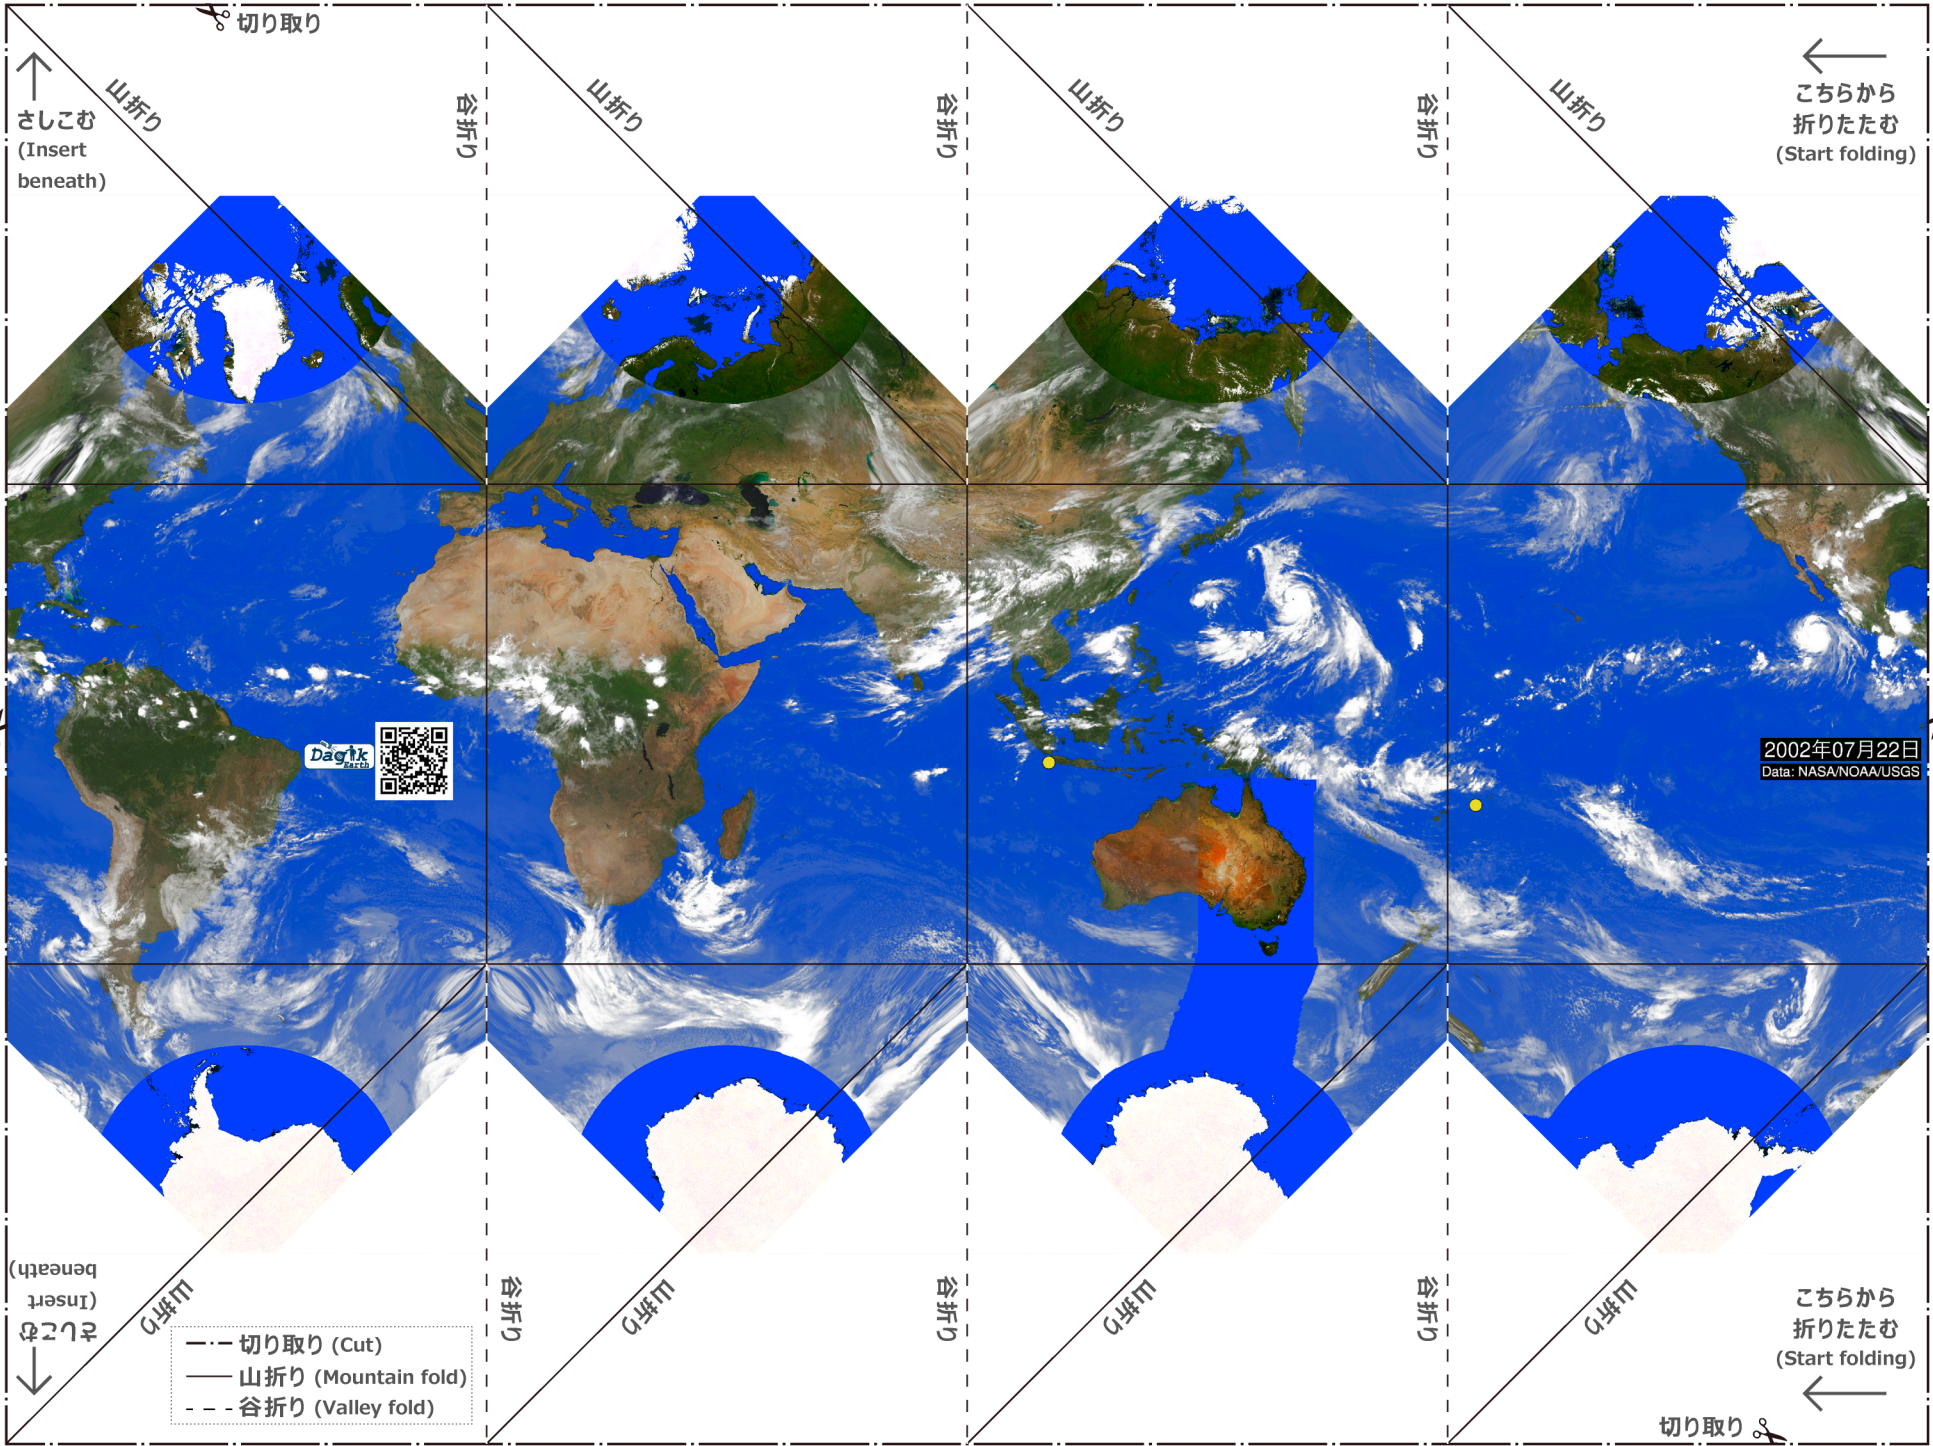 切り取り
さしこむ
(Insert
beneath)
山折り
谷折り
山折り
谷折り
山折り
谷折り
山折り
こちらから
折りたたむ
(Start folding)
Dagik
Earth
2002年07月22日
Data: NASA/NOAA/USGS
さしこむ
(Insert
beneath)
山折り
谷折り
山折り
谷折り
山折り
谷折り
山折り
こちらから
折りたたむ
(Start folding)
切り取り (Cut)
山折り (Mountain fold)
谷折り (Valley fold)
切り取り